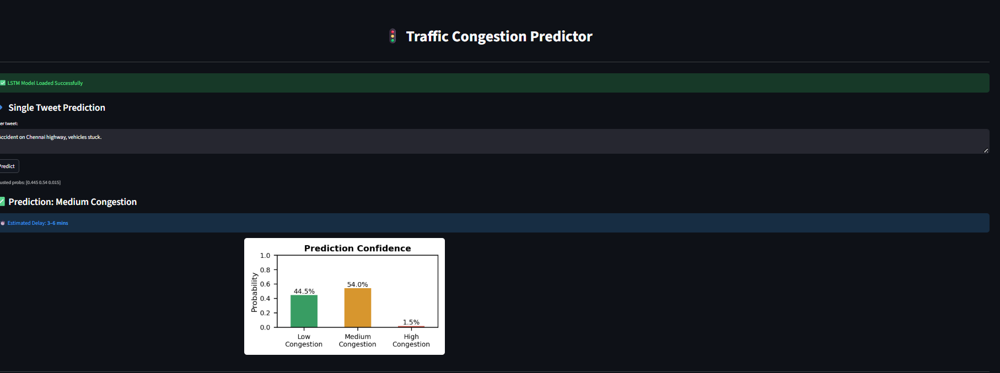 Traffic Congestion Predictor
LSTM Model Loaded Successfully
Single Tweet Prediction
er tweet:
Accident on Chennai highway, vehicles stuck.
Predict
usted probs: [0.445 0.54 0.015]
Prediction: Medium Congestion
Estimated Delay: 3–6 mins
Prediction Confidence
Probability
1.0
0.8
0.6
0.4
0.2
0.0
44.5%
54.0%
1.5%
Low
Congestion
Medium
Congestion
High
Congestion